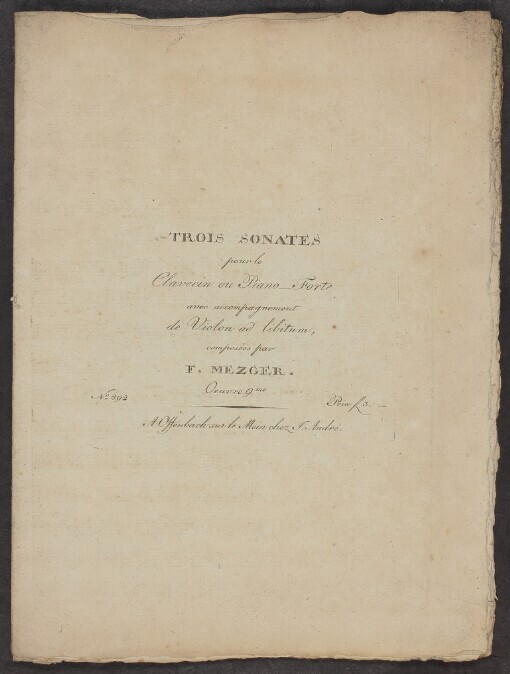 TROIS SONATES
pour le
Clavecin ou Piano-Forte
avec accompagnement
de Violon ad libitum,
composées par
F. MEZGER.
Oeuvre 9me
No. 892 Prix f. 3.
A Offenbach sur le Mein chez J. André.